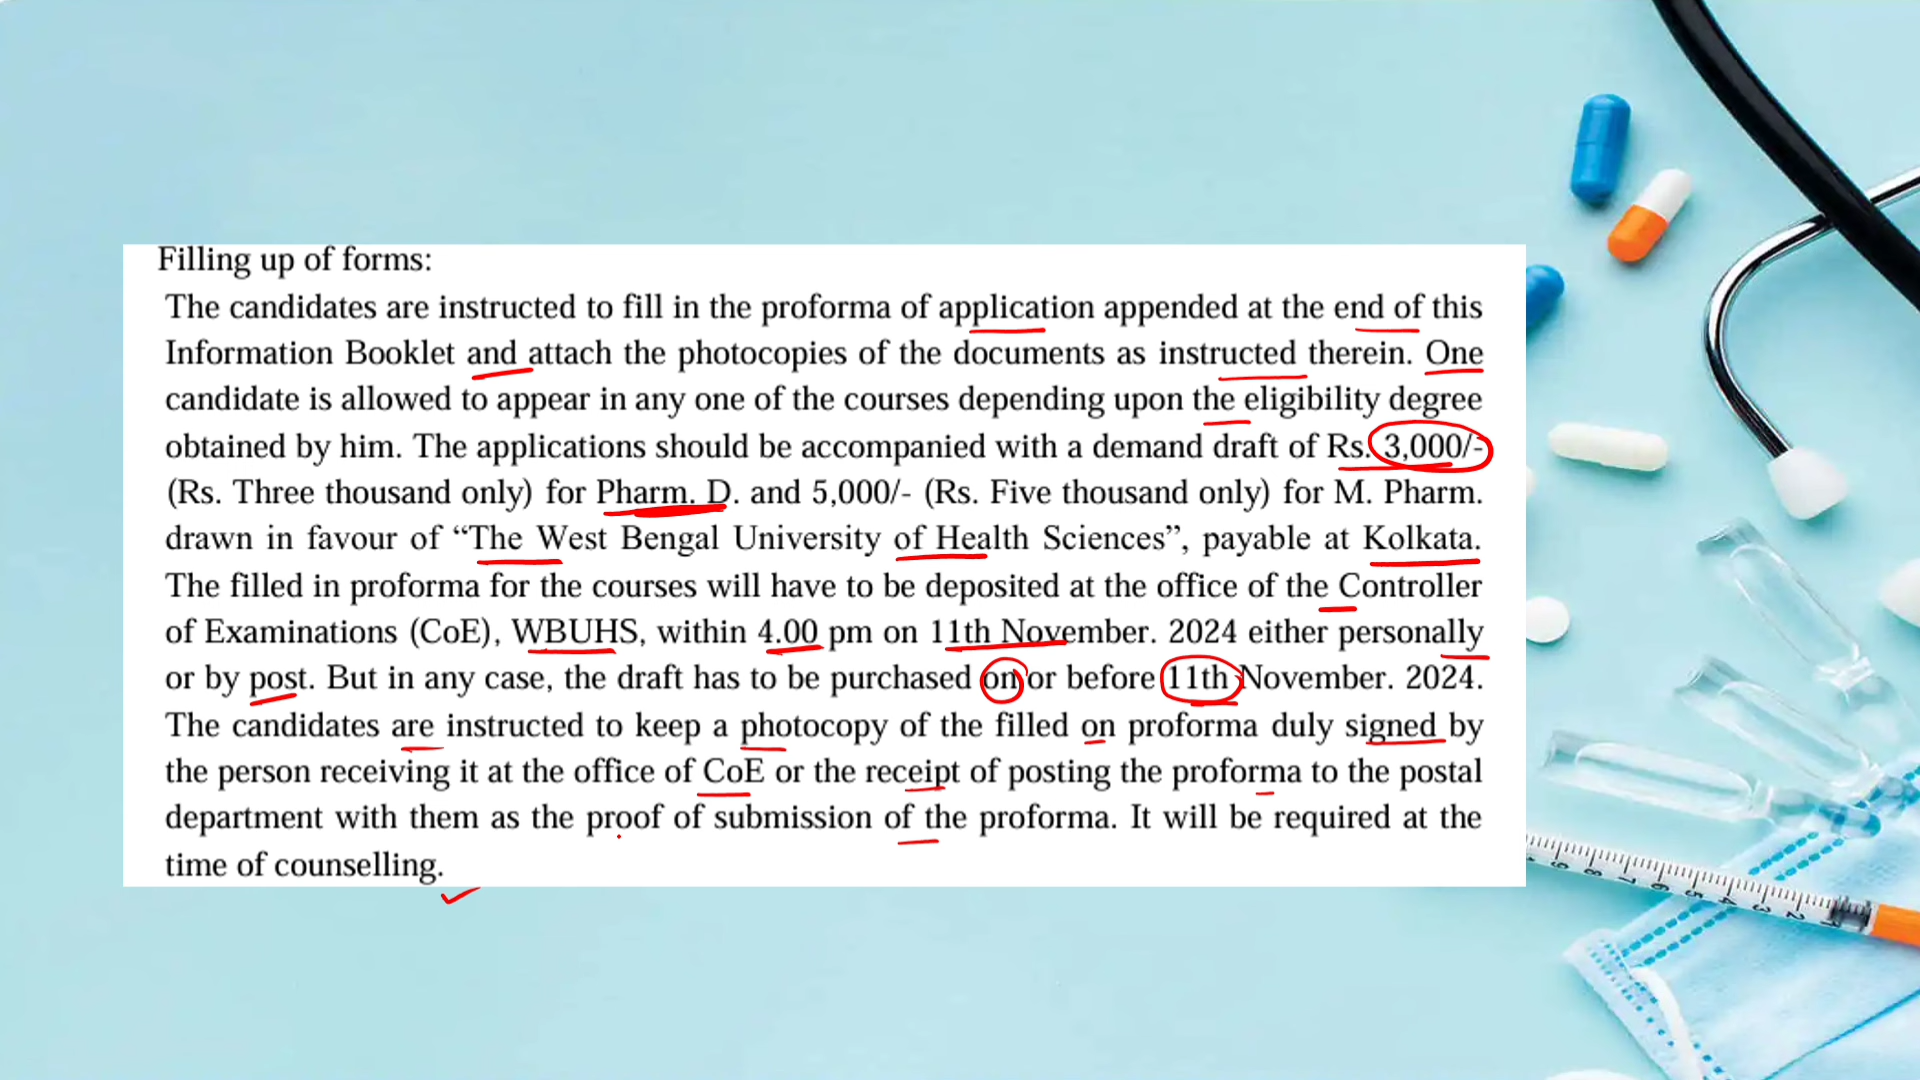 Filling up of forms:
The candidates are instructed to fill in the proforma of application appended at the end of this
Information Booklet and attach the photocopies of the documents as instructed therein. One
candidate is allowed to appear in any one of the courses depending upon the eligibility degree
obtained by him. The applications should be accompanied with a demand draft of Rs. 3,000/-
(Rs. Three thousand only) for Pharm. D. and 5,000/- (Rs. Five thousand only) for M. Pharm.
drawn in favour of “The West Bengal University of Health Sciences”, payable at Kolkata.
The filled in proforma for the courses will have to be deposited at the office of the Controller
of Examinations (CoE), WBUHS, within 4.00 pm on 11th November. 2024 either personally
or by post. But in any case, the draft has to be purchased on or before 11th November. 2024.
The candidates are instructed to keep a photocopy of the filled on proforma duly signed by
the person receiving it at the office of CoE or the receipt of posting the proforma to the postal
department with them as the proof of submission of the proforma. It will be required at the
time of counselling.